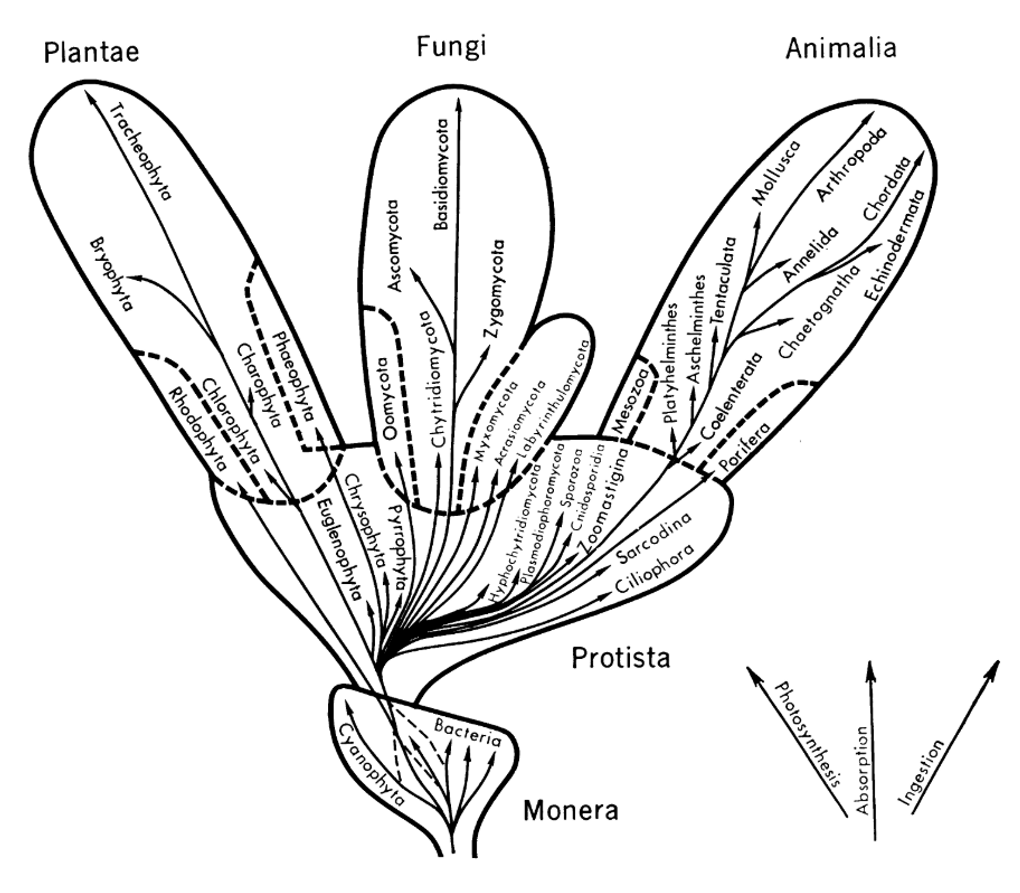 Plantae
Fungi
Animalia
Tracheophyta
Bryophyta
Phaeophyta
Charophyta
Chlorophyta
Rhodophyta
Basidiomycota
Ascomycota
Zygomycota
Chytridiomycota
Oomycota
Myxomycota
Acrasiomycota
Labyrinthulomycota
Mollusca
Arthropoda
Chordata
Annelida
Echinodermata
Chaetognatha
Tentaculata
Aschelminthes
Platyhelminthes
Mesozoa
Coelenterata
Porifera
Euglenophyta
Chrysophyta
Pyrrophyta
Hyphochytridiomycota
Plasmodiophoromycota
Sporozoa
Cnidosporidia
Zoomastigina
Sarcodina
Ciliophora
Protista
Cyanophyta
Bacteria
Monera
Photosynthesis
Absorption
Ingestion